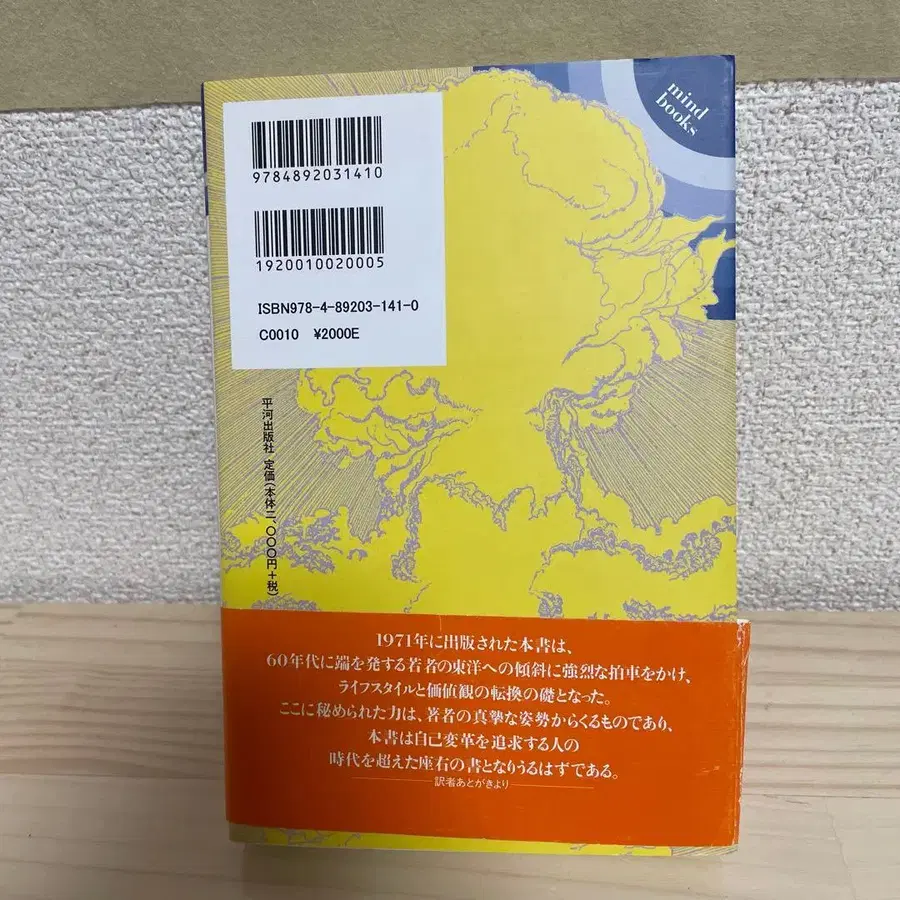 mind
books
9784892031410
1920010020005
ISBN978-4-89203-141-0
C0010 ¥2000E
平河出版社 定価(本体二、〇〇〇円+税)
1971年に出版された本書は、
60年代に端を発する若者の東洋への傾斜に強烈な拍車をかけ、
ライフスタイルと価値観の転換の礎となった。
ここに秘められた力は、著者の真摯な姿勢からくるものであり、
本書は自己変革を追求する人の
時代を超えた座右の書となりうるはずである。
訳者あとがきより